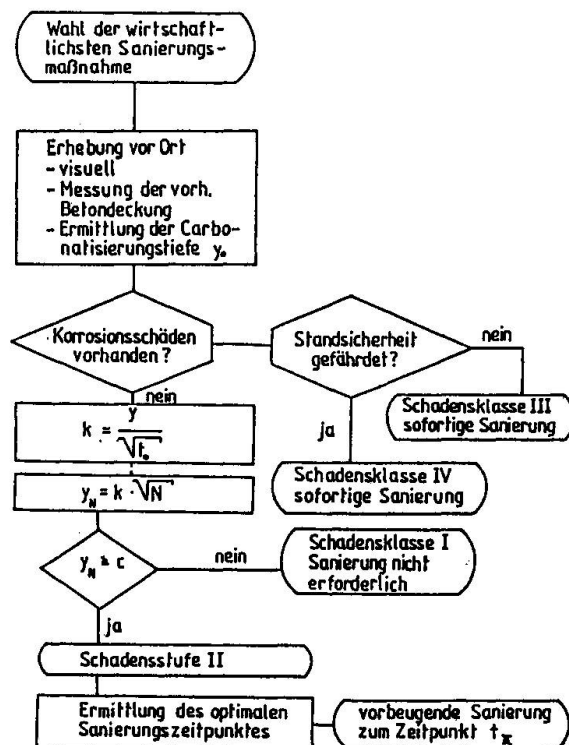 Wahl der wirtschaft-
lichsten Sanierungs-
maßnahme
Erhebung vor Ort
- visuell
- Messung der vorh.
Betondeckung
- Ermittlung der Carbo-
natisierungstiefe y₀
Korrosionsschäden
vorhanden?
Standsicherheit
gefährdet?
nein
Schadensklasse III
sofortige Sanierung
ja
Schadensklasse IV
sofortige Sanierung
nein
k = y / √t₀
y_N = k · √N
y_N ≥ c
nein
Schadensklasse I
Sanierung nicht
erforderlich
ja
Schadensstufe II
Ermittlung des optimalen
Sanierungszeitpunktes
vorbeugende Sanierung
zum Zeitpunkt t_K